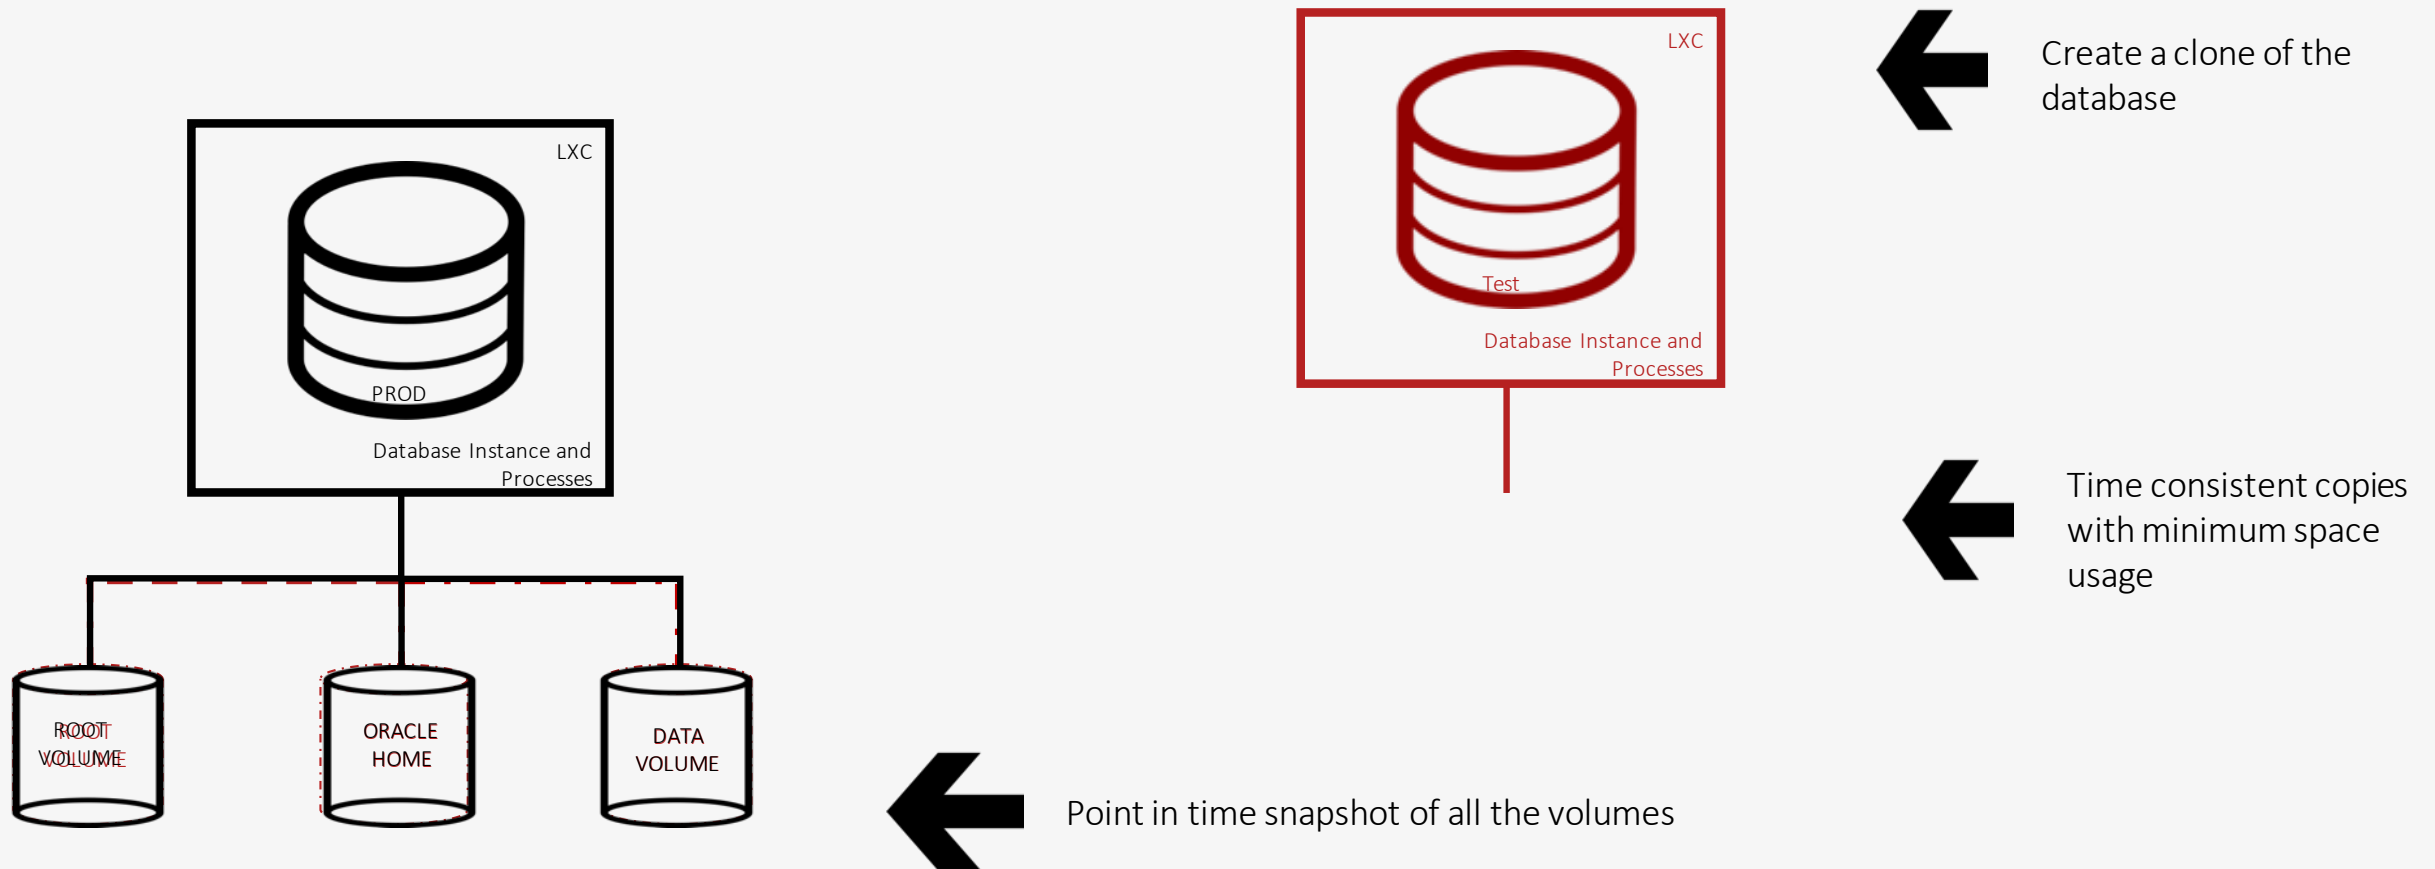 LXC
PROD
Database Instance and
Processes
ROOT
VOLUME
ROOT
VOLUME
ORACLE
HOME
DATA
VOLUME
LXC
Test
Database Instance and
Processes
Create a clone of the
database
Time consistent copies
with minimum space
usage
Point in time snapshot of all the volumes